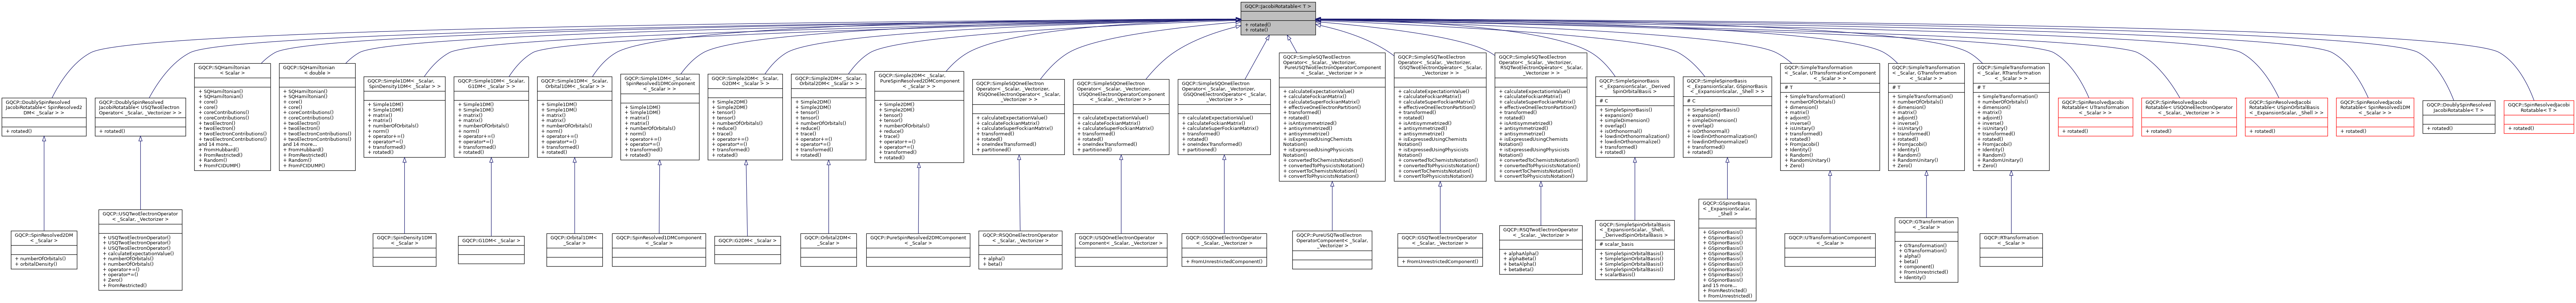 GQCP::JacobiRotatable< T >
+ rotated()
+ rotate()
GQCP::DoublySpinResolved
JacobiRotatable< SpinResolved2
DM< _Scalar > >
+ rotated()
GQCP::DoublySpinResolved
JacobiRotatable< USQTwoElectron
Operator< _Scalar, _Vectorizer > >
+ rotated()
GQCP::SQHamiltonian
< Scalar >
+ SQHamiltonian()
+ SQHamiltonian()
+ core()
+ core()
+ coreContributions()
+ coreContributions()
+ twoElectron()
+ twoElectron()
+ twoElectronContributions()
+ twoElectronContributions()
and 14 more...
+ FromHubbard()
+ FromRestricted()
+ Random()
+ FromFCIDUMP()
GQCP::SQHamiltonian
< double >
+ SQHamiltonian()
+ SQHamiltonian()
+ core()
+ core()
+ coreContributions()
+ coreContributions()
+ twoElectron()
+ twoElectron()
+ twoElectronContributions()
+ twoElectronContributions()
and 14 more...
+ FromHubbard()
+ FromRestricted()
+ Random()
+ FromFCIDUMP()
GQCP::Simple1DM< _Scalar,
SpinDensity1DM< _Scalar > >
+ Simple1DM()
+ Simple1DM()
+ matrix()
+ matrix()
+ numberOfOrbitals()
+ norm()
+ operator+=()
+ operator*=()
+ transformed()
+ rotated()
GQCP::Simple1DM< _Scalar,
G1DM< _Scalar > >
+ Simple1DM()
+ Simple1DM()
+ matrix()
+ matrix()
+ numberOfOrbitals()
+ norm()
+ operator+=()
+ operator*=()
+ transformed()
+ rotated()
GQCP::Simple1DM< _Scalar,
Orbital1DM< _Scalar > >
+ Simple1DM()
+ Simple1DM()
+ matrix()
+ matrix()
+ numberOfOrbitals()
+ norm()
+ operator+=()
+ operator*=()
+ transformed()
+ rotated()
GQCP::Simple1DM< _Scalar,
SpinResolved1DMComponent
< _Scalar > >
+ Simple1DM()
+ Simple1DM()
+ matrix()
+ matrix()
+ numberOfOrbitals()
+ norm()
+ operator+=()
+ operator*=()
+ transformed()
+ rotated()
GQCP::Simple2DM< _Scalar,
G2DM< _Scalar > >
+ Simple2DM()
+ Simple2DM()
+ tensor()
+ tensor()
+ numberOfOrbitals()
+ reduce()
+ trace()
+ operator+=()
+ operator*=()
+ transformed()
+ rotated()
GQCP::Simple2DM< _Scalar,
Orbital2DM< _Scalar > >
+ Simple2DM()
+ Simple2DM()
+ tensor()
+ tensor()
+ numberOfOrbitals()
+ reduce()
+ trace()
+ operator+=()
+ operator*=()
+ transformed()
+ rotated()
GQCP::Simple2DM< _Scalar,
PureSpinResolved2DMComponent
< _Scalar > >
+ Simple2DM()
+ Simple2DM()
+ tensor()
+ tensor()
+ numberOfOrbitals()
+ reduce()
+ trace()
+ operator+=()
+ operator*=()
+ transformed()
+ rotated()
GQCP::SimpleSQOneElectron
Operator< _Scalar, _Vectorizer,
RSQOneElectronOperator< _Scalar,
_Vectorizer > >
+ calculateExpectationValue()
+ calculateFockianMatrix()
+ calculateSuperFockianMatrix()
+ transformed()
+ rotated()
+ oneIndexTransformed()
+ partitioned()
GQCP::SimpleSQOneElectron
Operator< _Scalar, _Vectorizer,
USQOneElectronOperatorComponent
< _Scalar, _Vectorizer > >
+ calculateExpectationValue()
+ calculateFockianMatrix()
+ calculateSuperFockianMatrix()
+ transformed()
+ rotated()
+ oneIndexTransformed()
+ partitioned()
GQCP::SimpleSQOneElectron
Operator< _Scalar, _Vectorizer,
GSQOneElectronOperator< _Scalar,
_Vectorizer > >
+ calculateExpectationValue()
+ calculateFockianMatrix()
+ calculateSuperFockianMatrix()
+ transformed()
+ rotated()
+ oneIndexTransformed()
+ partitioned()
GQCP::SimpleSQTwoElectron
Operator< _Scalar, _Vectorizer,
PureUSQTwoElectronOperatorComponent
< _Scalar, _Vectorizer > >
+ calculateExpectationValue()
+ calculateFockianMatrix()
+ calculateSuperFockianMatrix()
+ effectiveOneElectronPartition()
+ transformed()
+ rotated()
+ isAntisymmetrized()
+ antisymmetrized()
+ antisymmetrize()
+ isExpressedUsingChemists
Notation()
+ isExpressedUsingPhysicists
Notation()
+ convertedToChemistsNotation()
+ convertedToPhysicistsNotation()
+ convertToChemistsNotation()
+ convertToPhysicistsNotation()
GQCP::SimpleSQTwoElectron
Operator< _Scalar, _Vectorizer,
GSQTwoElectronOperator< _Scalar,
_Vectorizer > >
+ calculateExpectationValue()
+ calculateFockianMatrix()
+ calculateSuperFockianMatrix()
+ effectiveOneElectronPartition()
+ transformed()
+ rotated()
+ isAntisymmetrized()
+ antisymmetrized()
+ antisymmetrize()
+ isExpressedUsingChemists
Notation()
+ isExpressedUsingPhysicists
Notation()
+ convertedToChemistsNotation()
+ convertedToPhysicistsNotation()
+ convertToChemistsNotation()
+ convertToPhysicistsNotation()
GQCP::SimpleSQTwoElectron
Operator< _Scalar, _Vectorizer,
RSQTwoElectronOperator< _Scalar,
_Vectorizer > >
+ calculateExpectationValue()
+ calculateFockianMatrix()
+ calculateSuperFockianMatrix()
+ effectiveOneElectronPartition()
+ transformed()
+ rotated()
+ isAntisymmetrized()
+ antisymmetrized()
+ antisymmetrize()
+ isExpressedUsingChemists
Notation()
+ isExpressedUsingPhysicists
Notation()
+ convertedToChemistsNotation()
+ convertedToPhysicistsNotation()
+ convertToChemistsNotation()
+ convertToPhysicistsNotation()
GQCP::SimpleSpinorBasis
< _ExpansionScalar, _Derived
SpinOrbitalBasis >
# C
+ SimpleSpinorBasis()
+ expansion()
+ simpleDimension()
+ overlap()
+ isOrthonormal()
+ lowdinOrthonormalization()
+ lowdinOrthonormalize()
+ transformed()
+ rotated()
GQCP::SimpleSpinorBasis
< _ExpansionScalar, GSpinorBasis
< _ExpansionScalar, _Shell > >
# C
+ SimpleSpinorBasis()
+ expansion()
+ simpleDimension()
+ overlap()
+ isOrthonormal()
+ lowdinOrthonormalization()
+ lowdinOrthonormalize()
+ transformed()
+ rotated()
GQCP::SimpleTransformation
< _Scalar, UTransformationComponent
< _Scalar > >
# T
+ SimpleTransformation()
+ numberOfOrbitals()
+ dimension()
+ matrix()
+ adjoint()
+ inverse()
+ isUnitary()
+ transformed()
+ rotated()
+ FromJacobi()
+ Identity()
+ Random()
+ RandomUnitary()
+ Zero()
GQCP::SimpleTransformation
< _Scalar, GTransformation
< _Scalar > >
# T
+ SimpleTransformation()
+ numberOfOrbitals()
+ dimension()
+ matrix()
+ adjoint()
+ inverse()
+ isUnitary()
+ transformed()
+ rotated()
+ FromJacobi()
+ Identity()
+ Random()
+ RandomUnitary()
+ Zero()
GQCP::SimpleTransformation
< _Scalar, RTransformation
< _Scalar > >
# T
+ SimpleTransformation()
+ numberOfOrbitals()
+ dimension()
+ matrix()
+ adjoint()
+ inverse()
+ isUnitary()
+ transformed()
+ rotated()
+ FromJacobi()
+ Identity()
+ Random()
+ RandomUnitary()
+ Zero()
GQCP::SpinResolvedJacobi
Rotatable< UTransformation
< _Scalar > >
+ rotated()
GQCP::SpinResolvedJacobi
Rotatable< USQOneElectronOperator
< _Scalar, _Vectorizer > >
+ rotated()
GQCP::SpinResolvedJacobi
Rotatable< USpinOrbitalBasis
< _ExpansionScalar, _Shell > >
+ rotated()
GQCP::SpinResolvedJacobi
Rotatable< SpinResolved1DM
< _Scalar > >
+ rotated()
GQCP::DoublySpinResolved
JacobiRotatable< T >
+ rotated()
GQCP::SpinResolvedJacobi
Rotatable< T >
+ rotated()
GQCP::SpinResolved2DM
< _Scalar >
+ numberOfOrbitals()
+ orbitalDensity()
GQCP::USQTwoElectronOperator
< _Scalar, _Vectorizer >
+ USQTwoElectronOperator()
+ USQTwoElectronOperator()
+ USQTwoElectronOperator()
+ calculateExpectationValue()
+ numberOfOrbitals()
+ numberOfOrbitals()
+ operator+=()
+ operator*=()
+ Zero()
+ FromRestricted()
GQCP::SpinDensity1DM
< _Scalar >
GQCP::G1DM< _Scalar >
GQCP::Orbital1DM<
_Scalar >
GQCP::SpinResolved1DMComponent
< _Scalar >
GQCP::G2DM< _Scalar >
GQCP::Orbital2DM<
_Scalar >
GQCP::PureSpinResolved2DMComponent
< _Scalar >
GQCP::RSQOneElectronOperator
< _Scalar, _Vectorizer >
+ alpha()
+ beta()
GQCP::USQOneElectronOperator
Component< _Scalar, _Vectorizer >
GQCP::GSQOneElectronOperator
< _Scalar, _Vectorizer >
+ FromUnrestrictedComponent()
GQCP::PureUSQTwoElectron
OperatorComponent< _Scalar,
_Vectorizer >
GQCP::GSQTwoElectronOperator
< _Scalar, _Vectorizer >
+ FromUnrestrictedComponent()
GQCP::RSQTwoElectronOperator
< _Scalar, _Vectorizer >
+ alphaAlpha()
+ alphaBeta()
+ betaAlpha()
+ betaBeta()
GQCP::SimpleSpinOrbitalBasis
< _ExpansionScalar, _Shell,
_DerivedSpinOrbitalBasis >
# scalar_basis
+ SimpleSpinOrbitalBasis()
+ SimpleSpinOrbitalBasis()
+ SimpleSpinOrbitalBasis()
+ SimpleSpinOrbitalBasis()
+ scalarBasis()
GQCP::GSpinorBasis
< _ExpansionScalar,
_Shell >
+ GSpinorBasis()
+ GSpinorBasis()
+ GSpinorBasis()
+ GSpinorBasis()
+ GSpinorBasis()
+ GSpinorBasis()
+ GSpinorBasis()
+ GSpinorBasis()
+ GSpinorBasis()
+ GSpinorBasis()
and 15 more...
+ FromRestricted()
+ FromUnrestricted()
GQCP::UTransformationComponent
< _Scalar >
GQCP::GTransformation
< _Scalar >
+ GTransformation()
+ GTransformation()
+ alpha()
+ beta()
+ component()
+ FromUnrestricted()
+ Identity()
GQCP::RTransformation
< _Scalar >